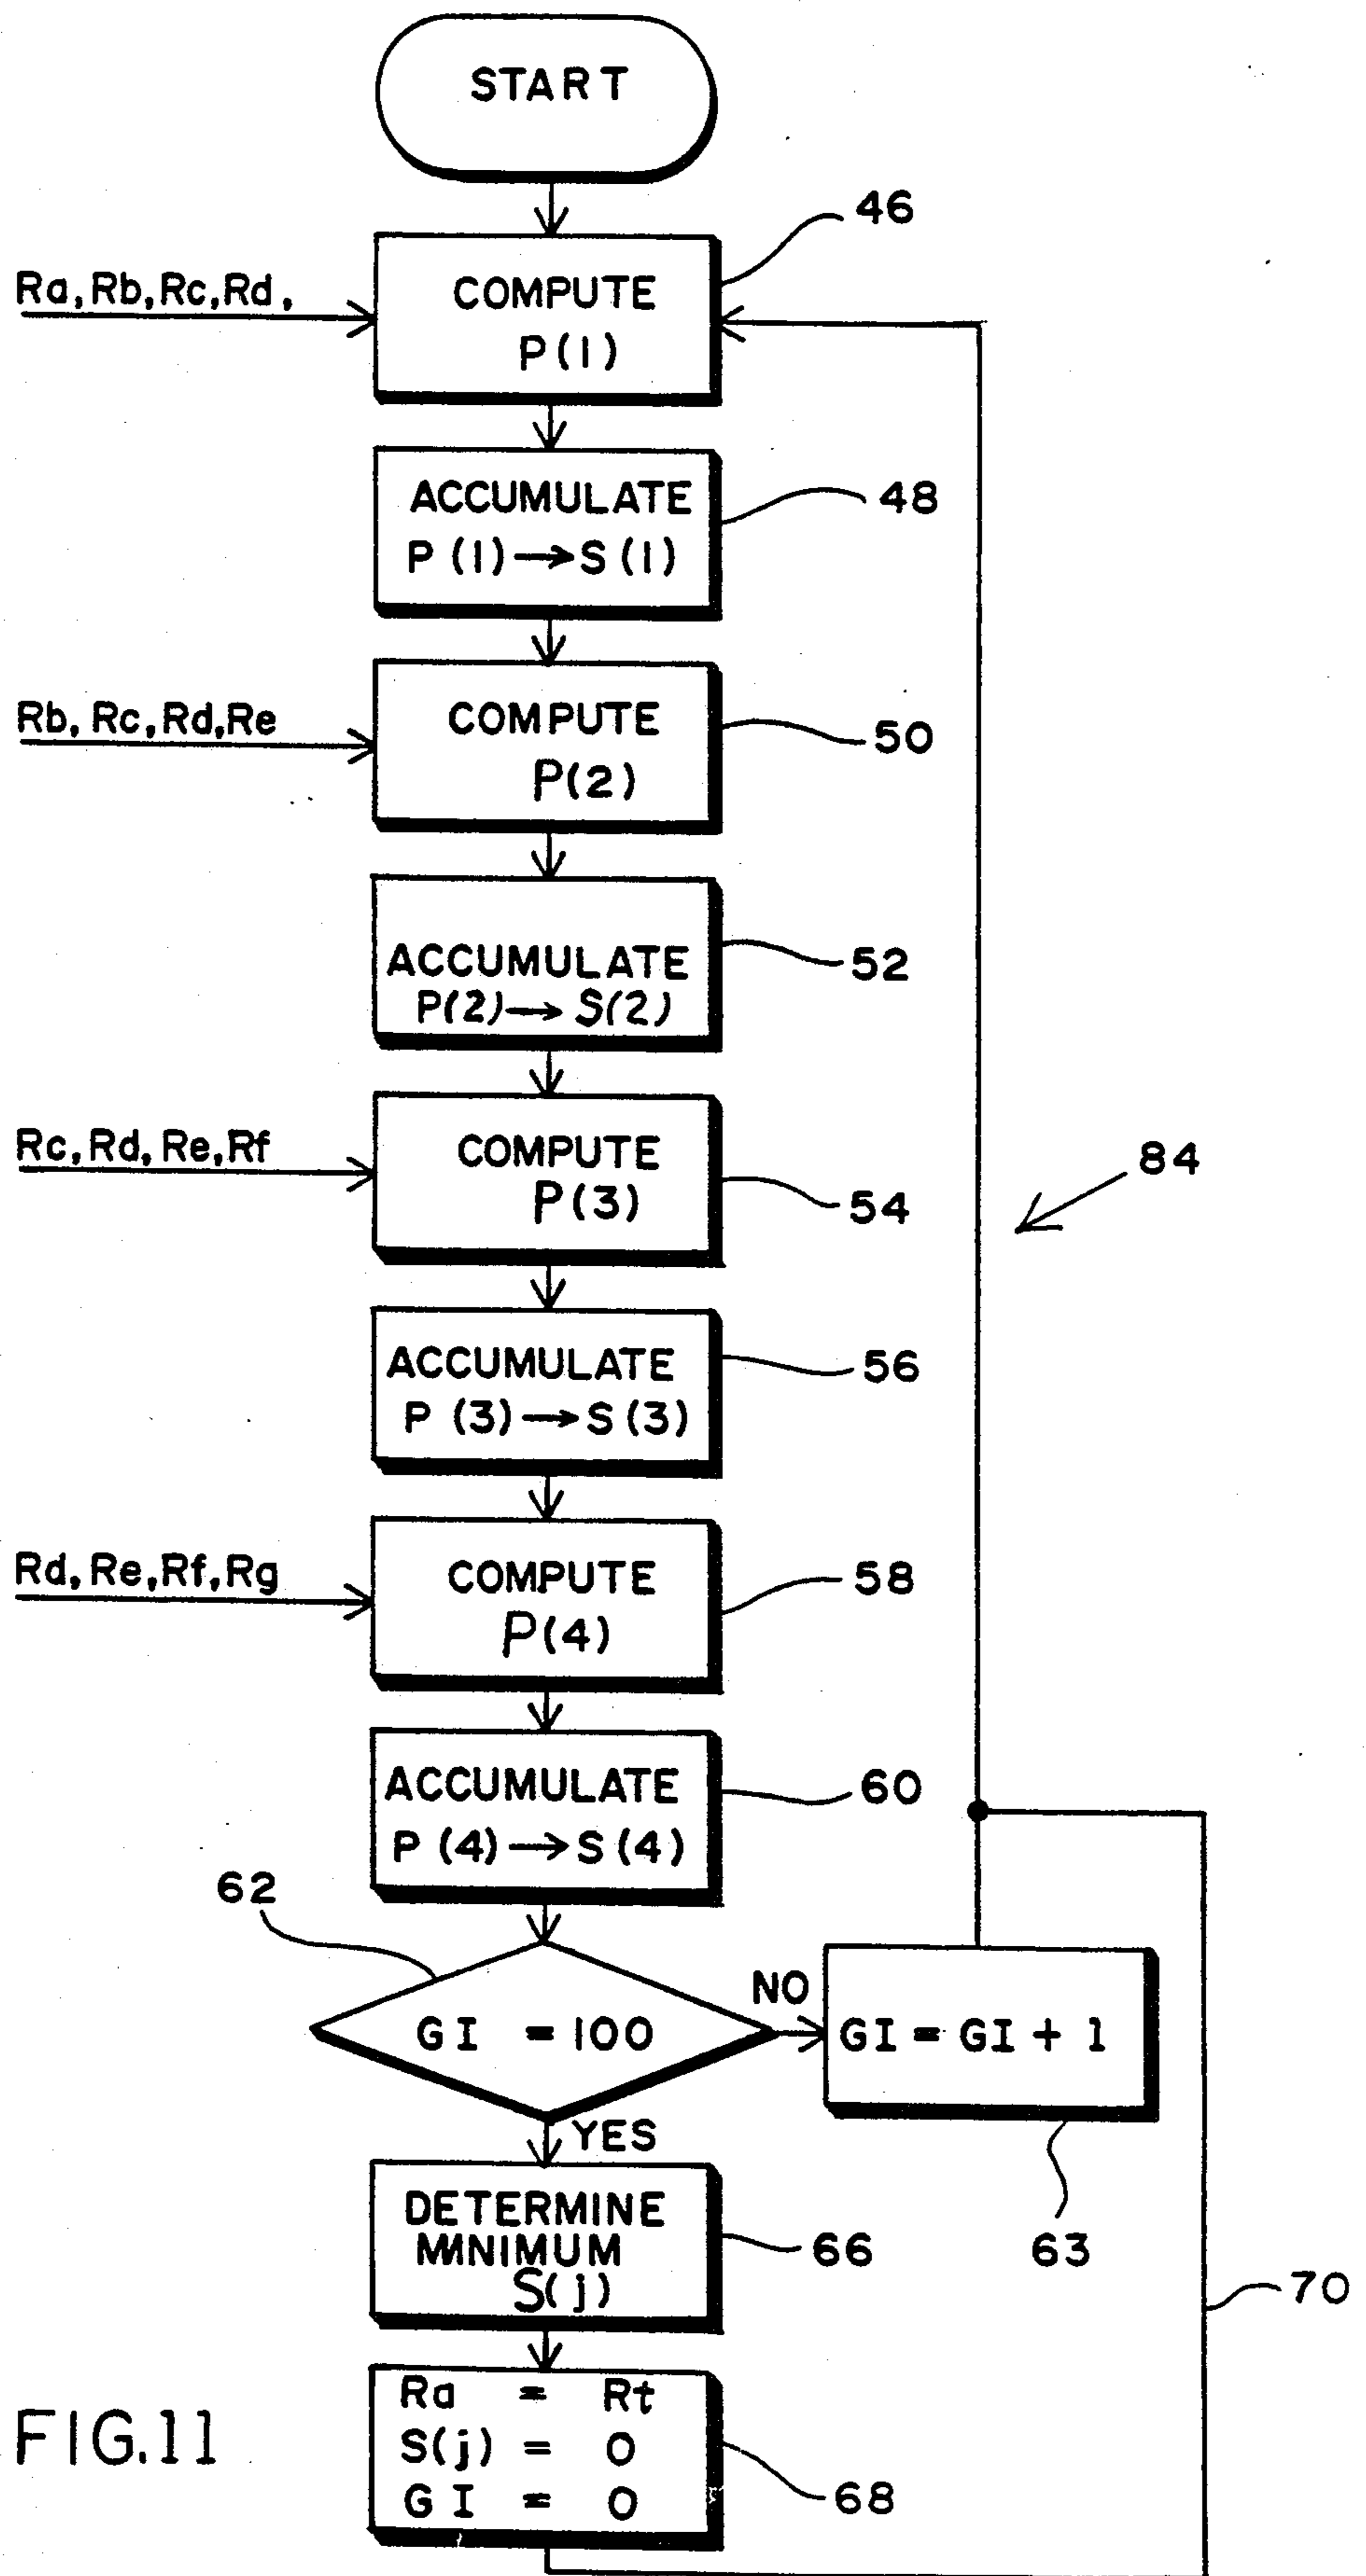 START
46
Ra, Rb, Rc, Rd,
COMPUTE
P(1)
ACCUMULATE
P(1)→S(1)
48
Rb, Rc, Rd, Re
COMPUTE
P(2)
50
ACCUMULATE
P(2)→S(2)
52
Rc, Rd, Re, Rf
COMPUTE
P(3)
54
84
ACCUMULATE
P(3)→S(3)
56
Rd, Re, Rf, Rg
COMPUTE
P(4)
58
ACCUMULATE
P(4)→S(4)
60
62
GI = 100
NO
GI = GI + 1
63
YES
DETERMINE
MINIMUM
S(j)
66
70
Ra = Rt
S(j) = 0
GI = 0
68
FIG.11